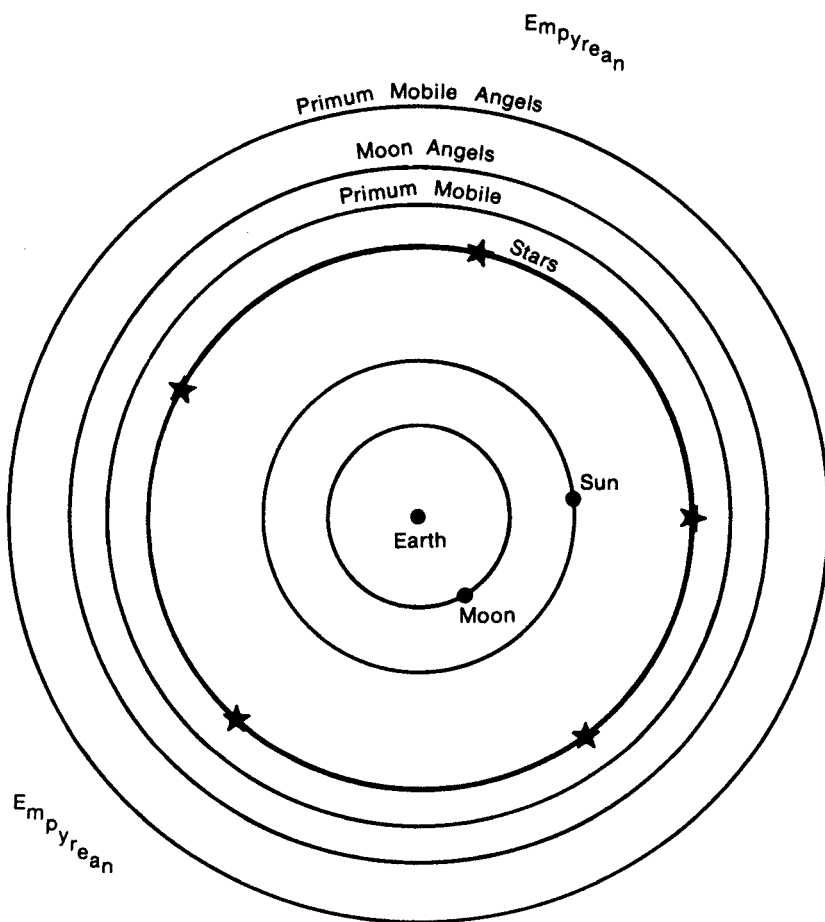 Empyrean
Primum Mobile Angels
Moon Angels
Primum Mobile
Stars
Sun
Earth
Moon
Empyrean